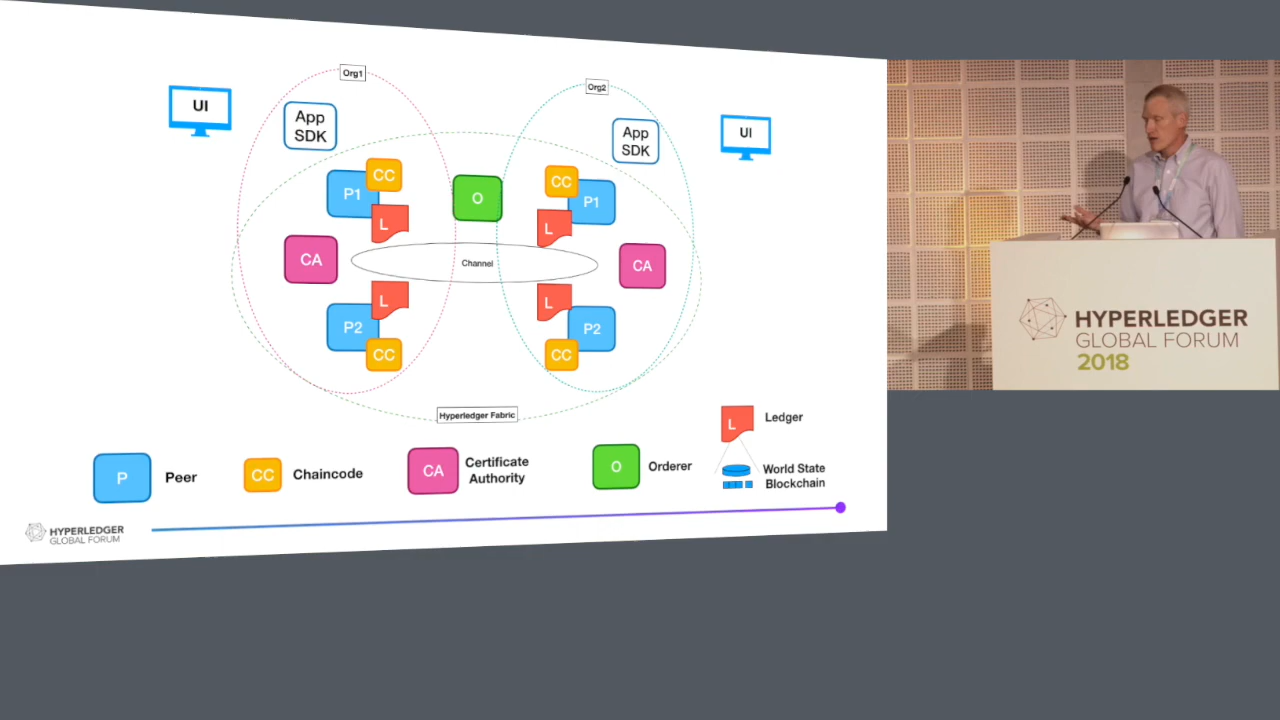 Org1
Org2
UI
App
SDK
App
SDK
UI
P1
CC
L
O
CC
P1
L
CA
Channel
CA
L
P2
CC
L
P2
CC
Hyperledger Fabric
P
Peer
CC
Chaincode
CA
Certificate
Authority
O
Orderer
L
Ledger
World State
Blockchain
HYPERLEDGER
GLOBAL FORUM
HYPERLEDGER
GLOBAL FORUM
2018